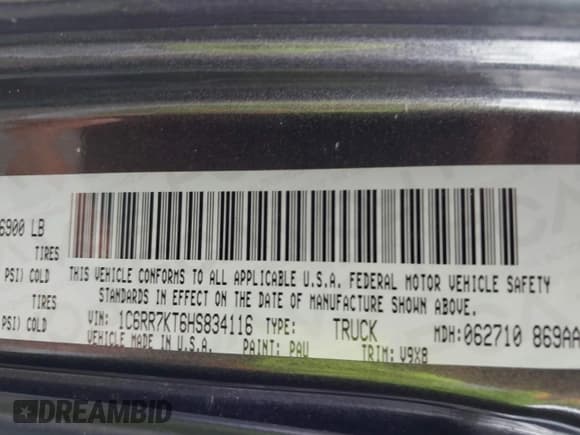 6900 LB
TIRES
PSI) COLD
TIRES
PSI) COLD
THIS VEHICLE CONFORMS TO ALL APPLICABLE U.S.A. FEDERAL MOTOR VEHICLE SAFETY
STANDARDS IN EFFECT ON THE DATE OF MANUFACTURE SHOWN ABOVE.
VIN: 1C6RR7KT6HS834116 TYPE: TRUCK MDH:062710 869AA
VEHICLE MADE IN U.S.A. PAINT: PAU TRIM: V9X8
DREAMBID